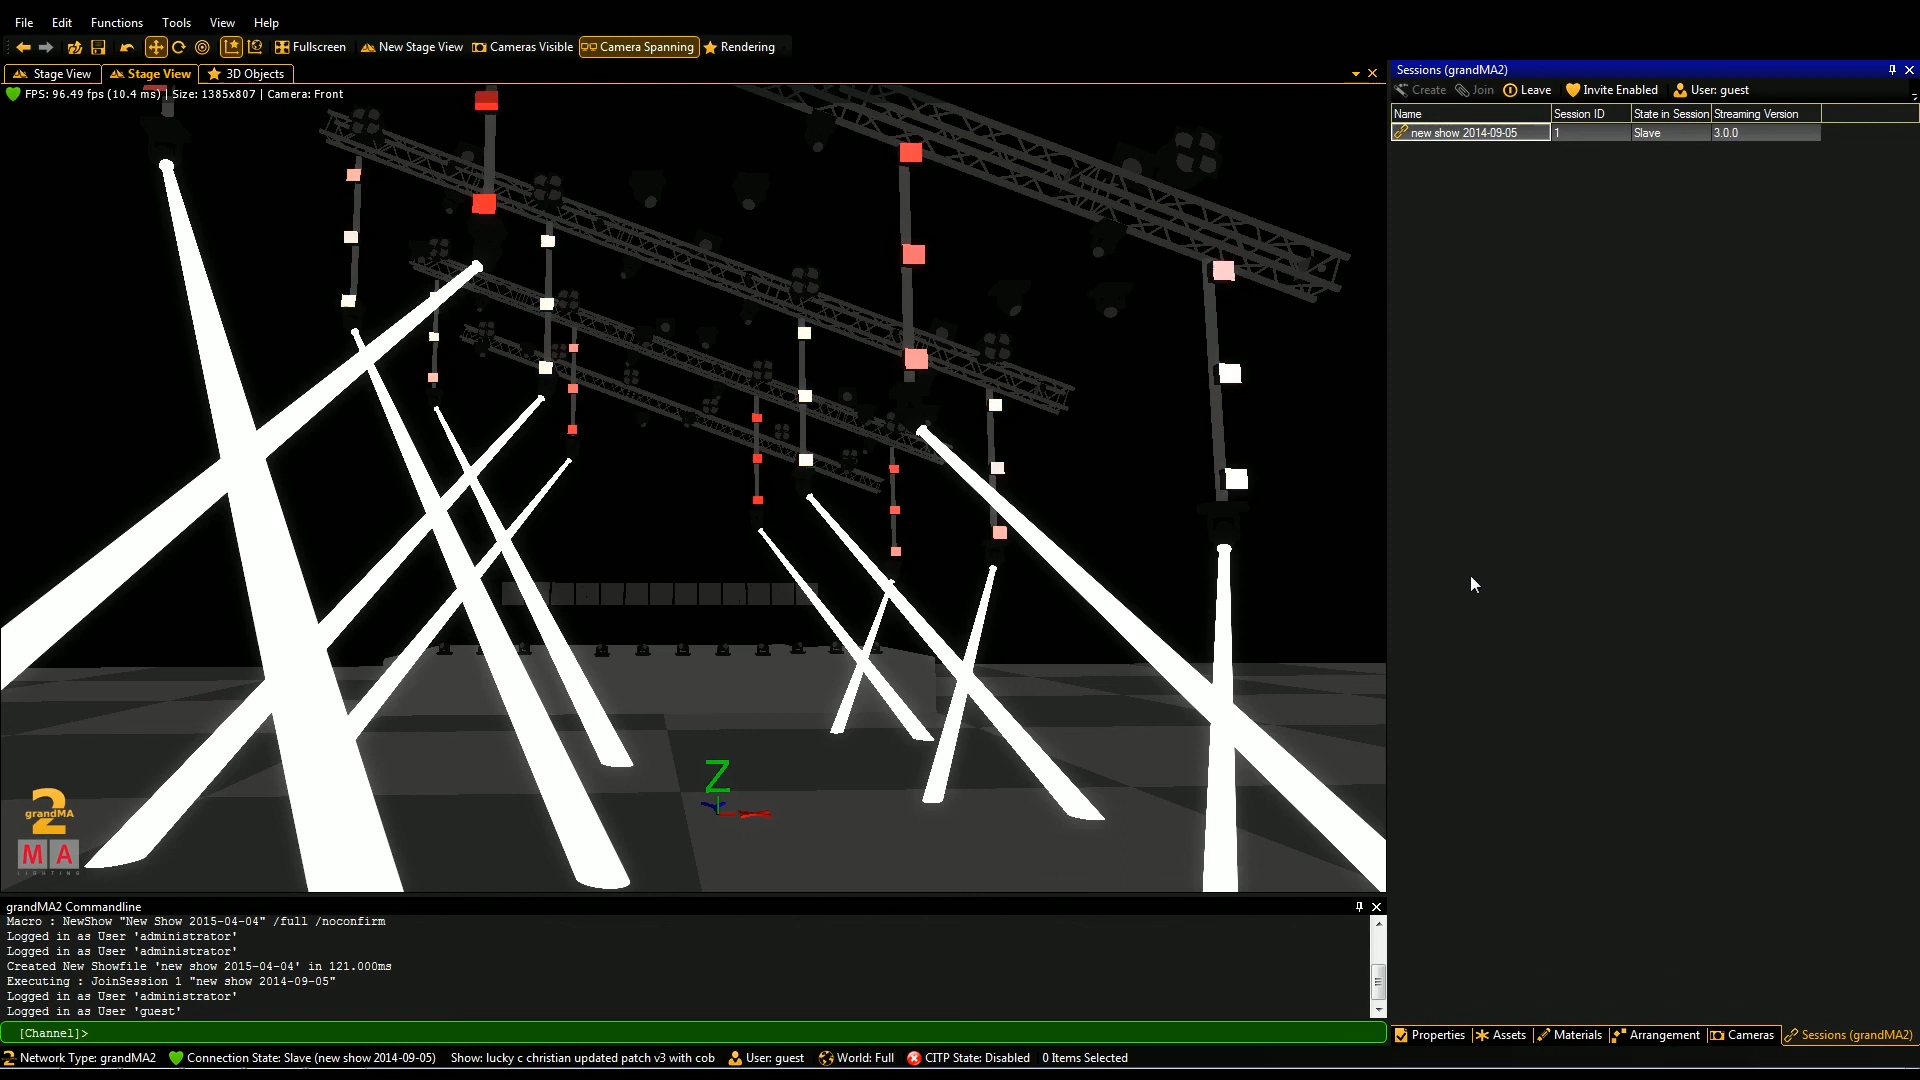 File Edit Functions Tools View Help
Fullscreen New Stage View Cameras Visible Camera Spanning Rendering
Stage View Stage View 3D Objects
FPS: 96.49 fps (10.4 ms) | Size: 1385x807 | Camera: Front
Sessions (grandMA2)
Create Join Leave Invite Enabled User: guest
Name Session ID State in Session Streaming Version
new show 2014-09-05 1 Slave 3.0.0
Z
2
grandMA
MA
LIGHTING
grandMA2 Commandline
Macro : NewShow "New Show 2015-04-04" /full /noconfirm
Logged in as User 'administrator'
Logged in as User 'administrator'
Created New Showfile 'new show 2015-04-04' in 121.000ms
Executing : JoinSession 1 "new show 2014-09-05"
Logged in as User 'administrator'
Logged in as User 'guest'
[Channel]>
Properties Assets Materials Arrangement Cameras Sessions (grandMA2)
2 Network Type: grandMA2 Connection State: Slave (new show 2014-09-05) Show: lucky c christian updated patch v3 with cob User: guest World: Full CITP State: Disabled 0 Items Selected